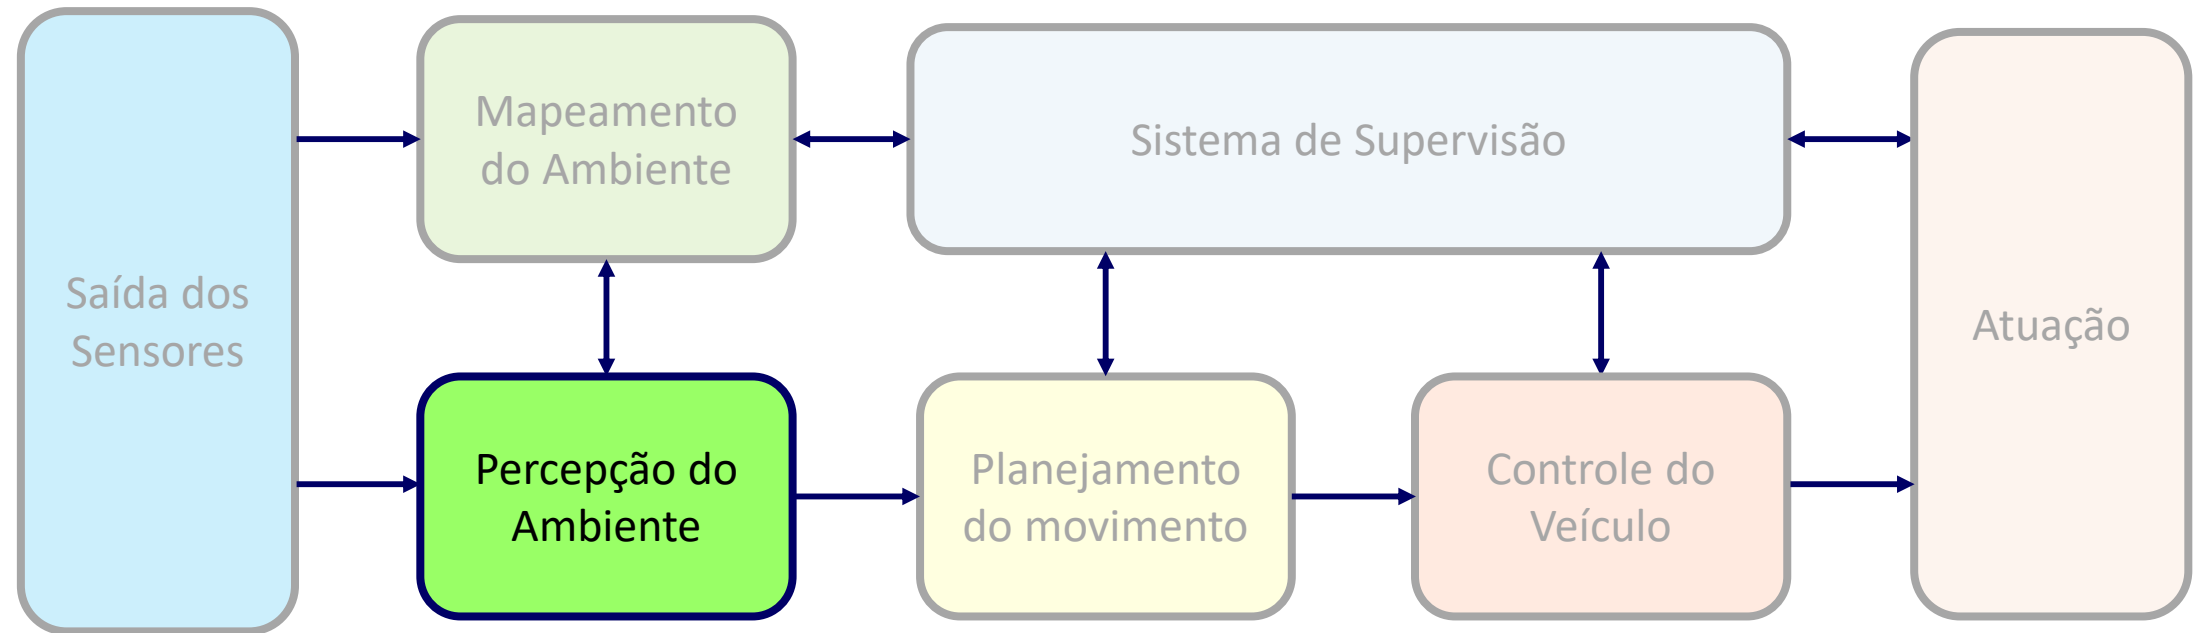 Saída dos
Sensores
Mapeamento
do Ambiente
Sistema de Supervisão
Percepção do
Ambiente
Planejamento
do movimento
Controle do
Veículo
Atuação